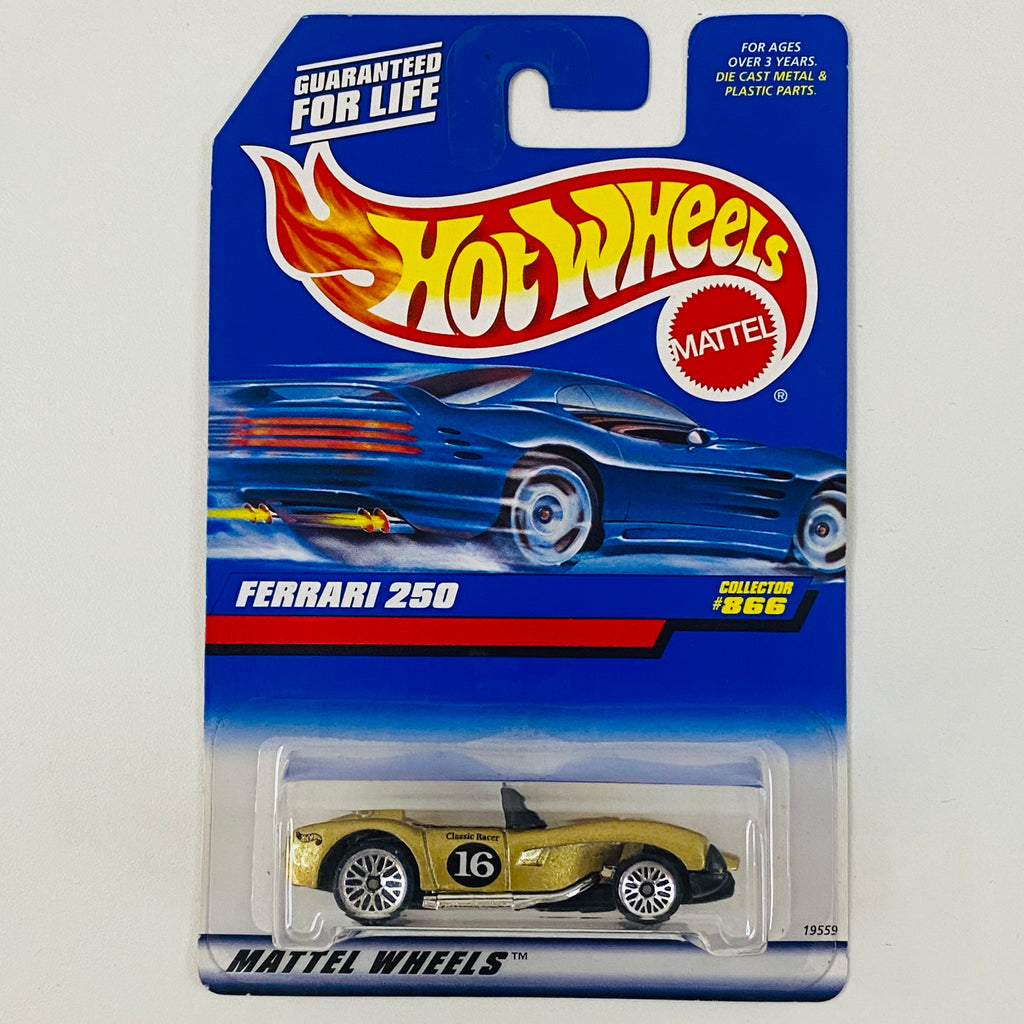 GUARANTEED
FOR LIFE
FOR AGES
OVER 3 YEARS.
DIE CAST METAL &
PLASTIC PARTS.
HOT WHEELS
MATTEL
®
FERRARI 250
COLLECTOR
#866
Classic Racer
16
19559
MATTEL WHEELS™